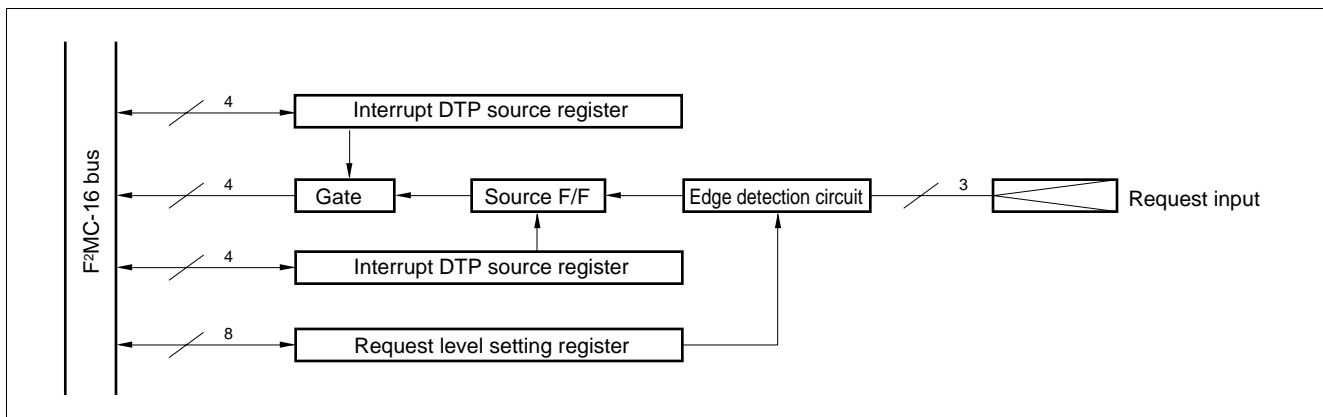 F²MC-16 bus
4
Interrupt DTP source register
4
Gate
Source F/F
Edge detection circuit
3
Request input
4
Interrupt DTP source register
8
Request level setting register